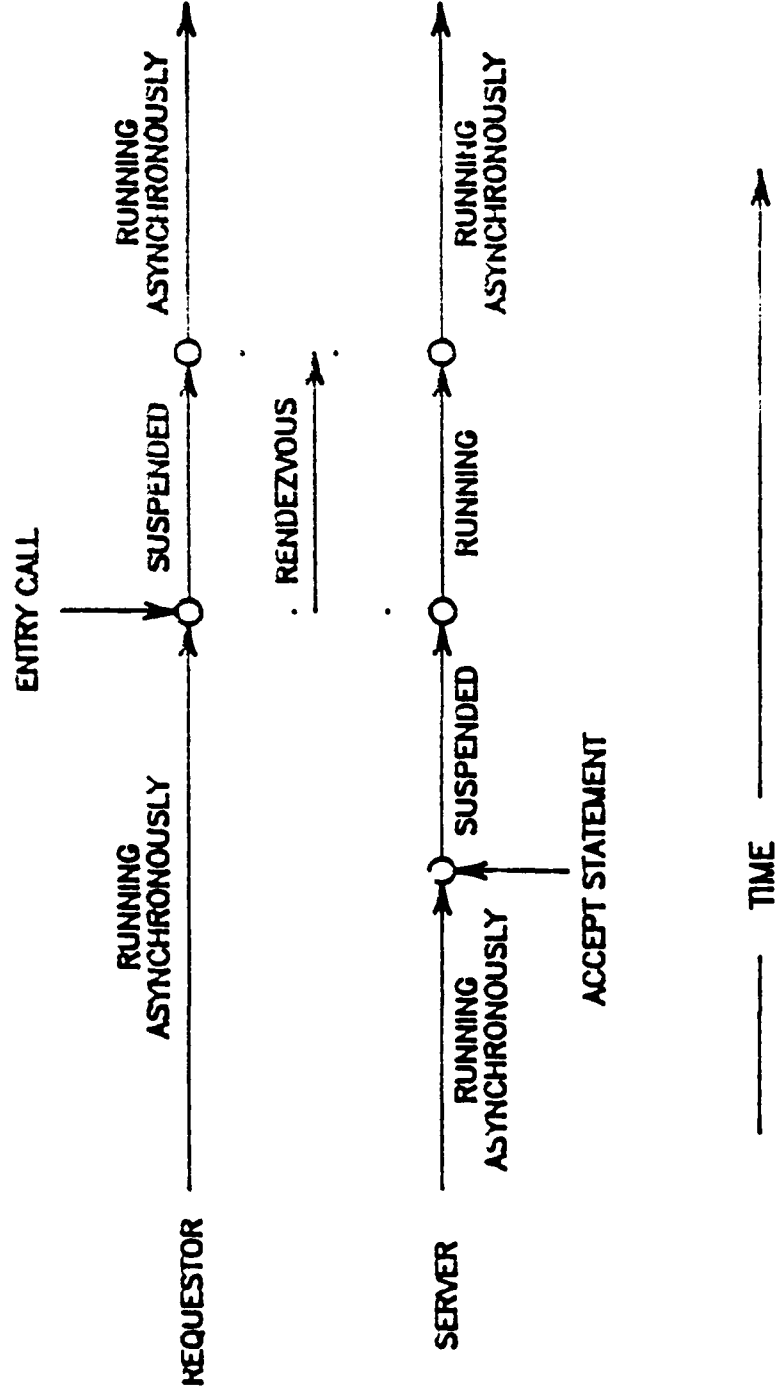 ENTRY CALL
REQUESTOR
RUNNING
ASYNCHRONOUSLY
SUSPENDED
RUNNING
ASYNCHRONOUSLY
RENDEZVOUS
SERVER
RUNNING
ASYNCHRONOUSLY
SUSPENDED
RUNNING
RUNNING
ASYNCHRONOUSLY
ACCEPT STATEMENT
TIME